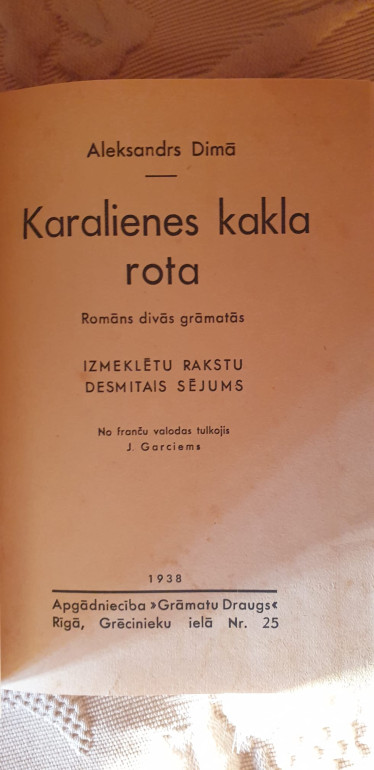 Aleksandrs Dimā
Karalienes kakla
rota
Romāns divās grāmatās
IZMEKLĒTU RAKSTU
DESMITAIS SĒJUMS
No franču valodas tulkojis
J. Garciems
1938
Apgādniecība »Grāmatu Draugs«
Rīgā, Grēcinieku ielā Nr. 25